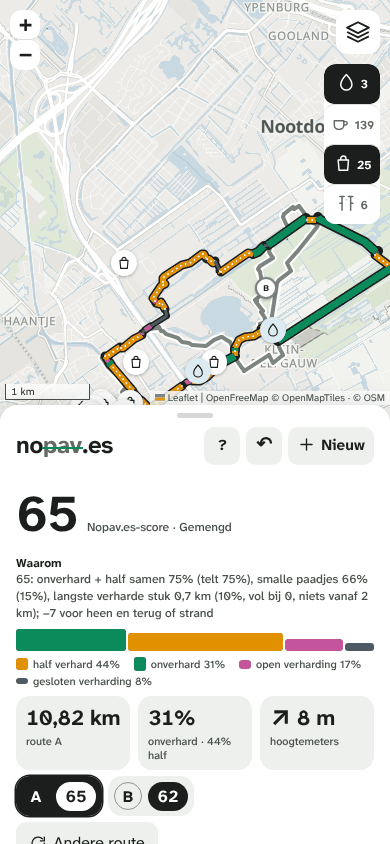 YPENBURG
GOOLAND
+
−
3
139
25
6
Nootdo
B
HAANTJE
KLEIN-
GAUW
1 km
Leaflet | OpenFreeMap © OpenMapTiles · © OSM
nopav.es
?
↶
+ Nieuw
65
Nopav.es-score · Gemengd
Waarom
65: onverhard + half samen 75% (telt 75%), smalle paadjes 66%
(15%), langste verharde stuk 0,7 km (10%, vol bij 0, niets vanaf 2
km); −7 voor heen en terug of strand
half verhard 44% onverhard 31% open verharding 17%
gesloten verharding 8%
10,82 km
route A
31%
onverhard · 44%
half
↗ 8 m
hoogtemeters
A 65
B 62
Andere route